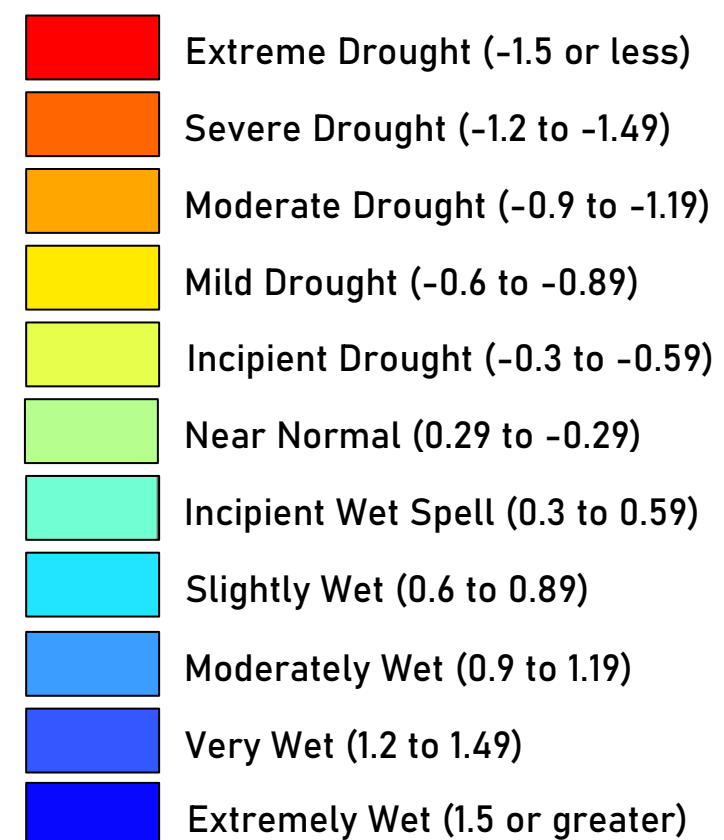 Extreme Drought (-1.5 or less)
Severe Drought (-1.2 to -1.49)
Moderate Drought (-0.9 to -1.19)
Mild Drought (-0.6 to -0.89)
Incipient Drought (-0.3 to -0.59)
Near Normal (0.29 to -0.29)
Incipient Wet Spell (0.3 to 0.59)
Slightly Wet (0.6 to 0.89)
Moderately Wet (0.9 to 1.19)
Very Wet (1.2 to 1.49)
Extremely Wet (1.5 or greater)